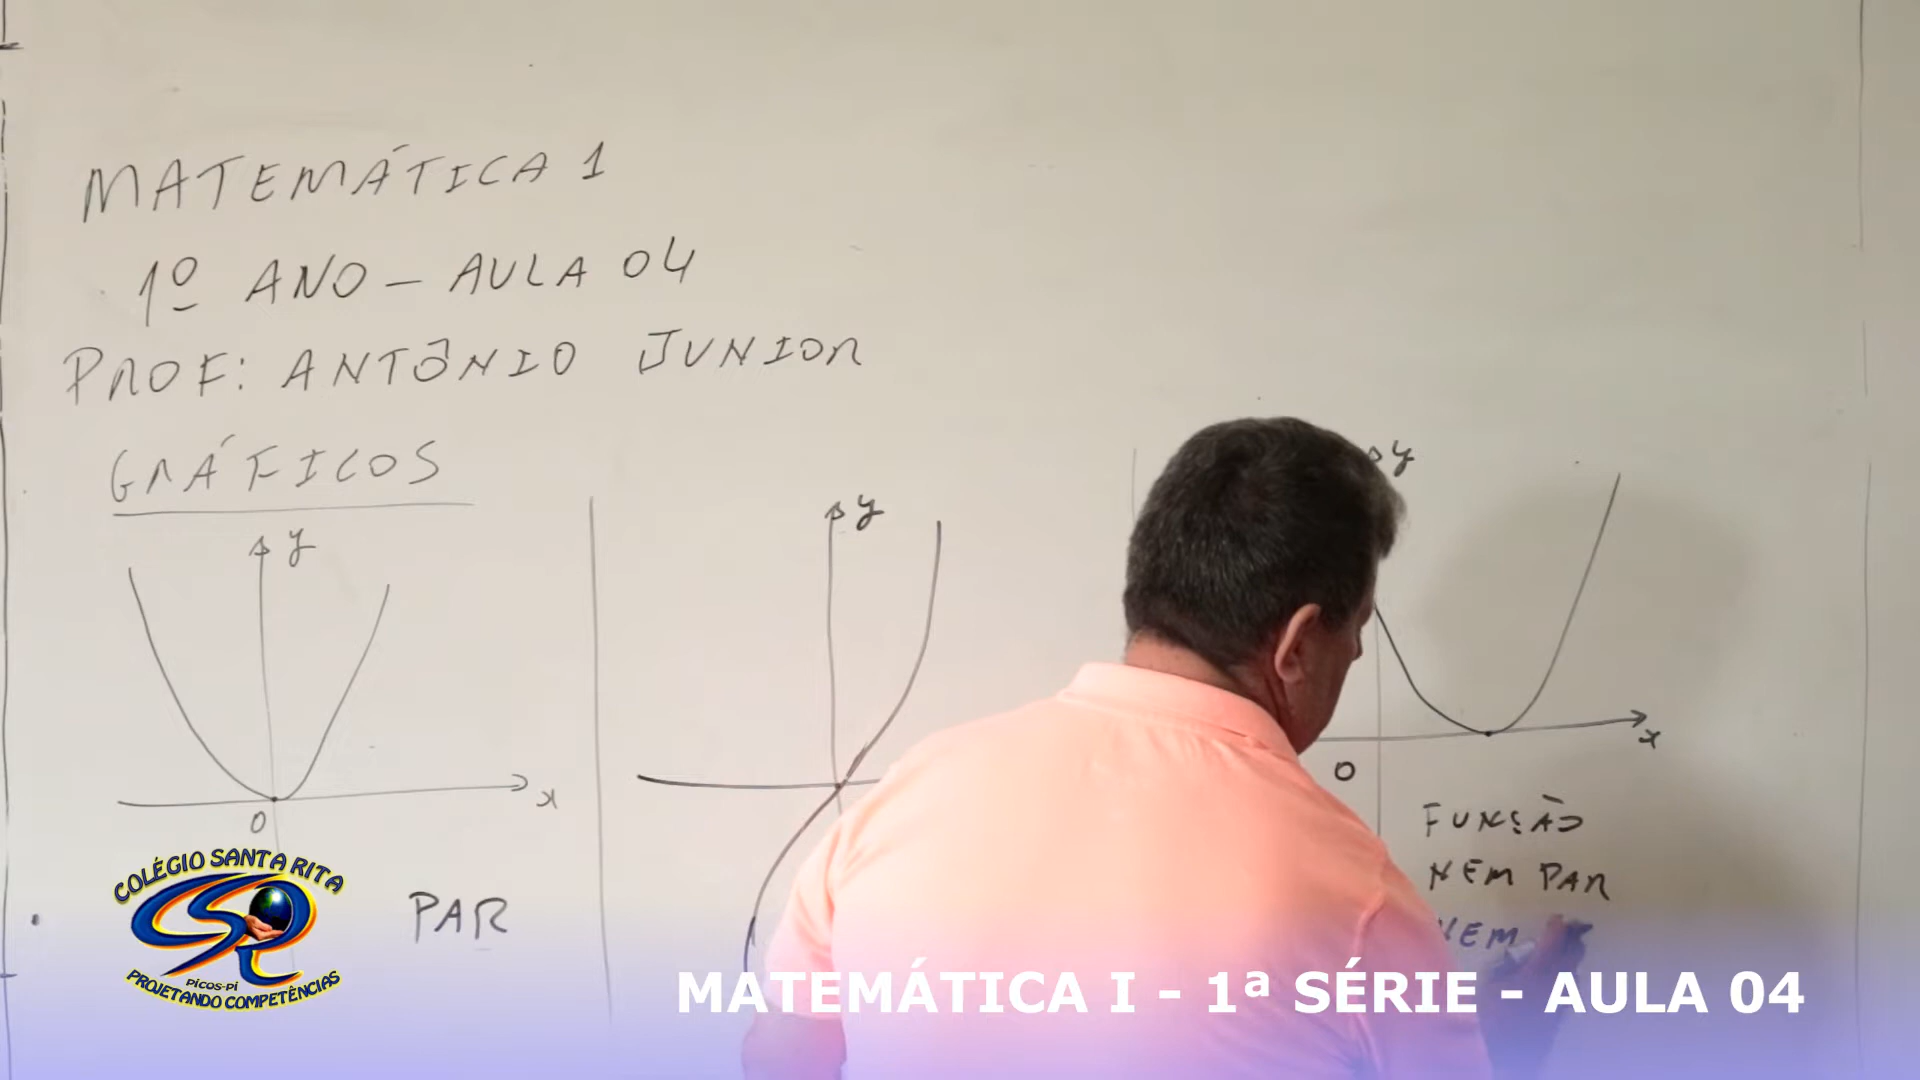 MATEMÁTICA 1
1º ANO - AULA 04
PROF: ANTÔNIO JUNIOR
GRÁFICOS
y
x
0
PAR
y
y
x
0
FUNÇÃO
NEM PAR
NEM
COLÉGIO SANTA RITA
PICOS-PI
PROJETANDO COMPETÊNCIAS
MATEMÁTICA I - 1ª SÉRIE - AULA 04